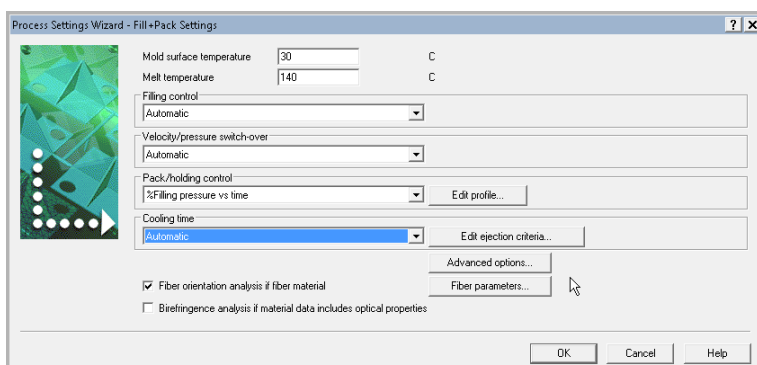 Process Settings Wizard - Fill+Pack Settings
Mold surface temperature 30 C
Melt temperature 140 C
Filling control
Automatic
Velocity/pressure switch-over
Automatic
Pack/holding control
%Filling pressure vs time Edit profile...
Cooling time
Automatic Edit ejection criteria...
Advanced options...
Fiber orientation analysis if fiber material Fiber parameters...
Birefringence analysis if material data includes optical properties
OK Cancel Help